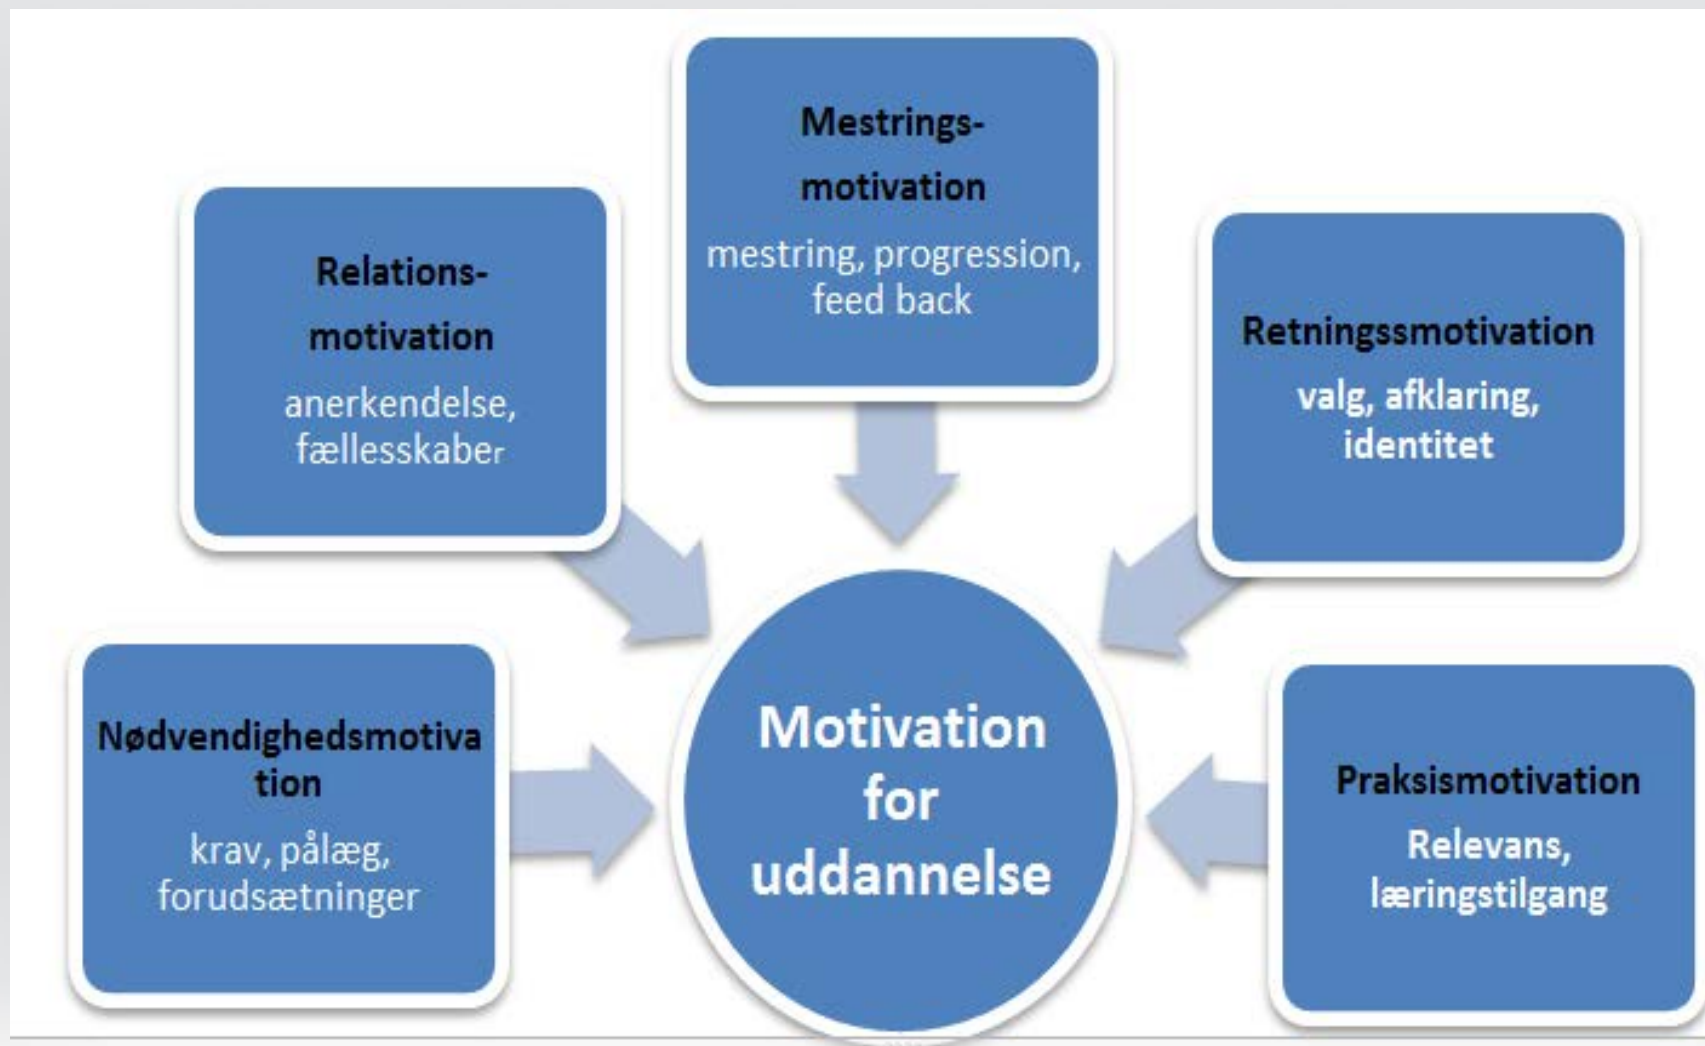 Mestrings-
motivation
mestring, progression,
feed back
Relations-
motivation
anerkendelse,
fællesskaber
Retningssmotivation
valg, afklaring,
identitet
Nødvendighedsmotiva
tion
krav, pålæg,
forudsætninger
Motivation
for
uddannelse
Praksismotivation
Relevans,
læringstilgang